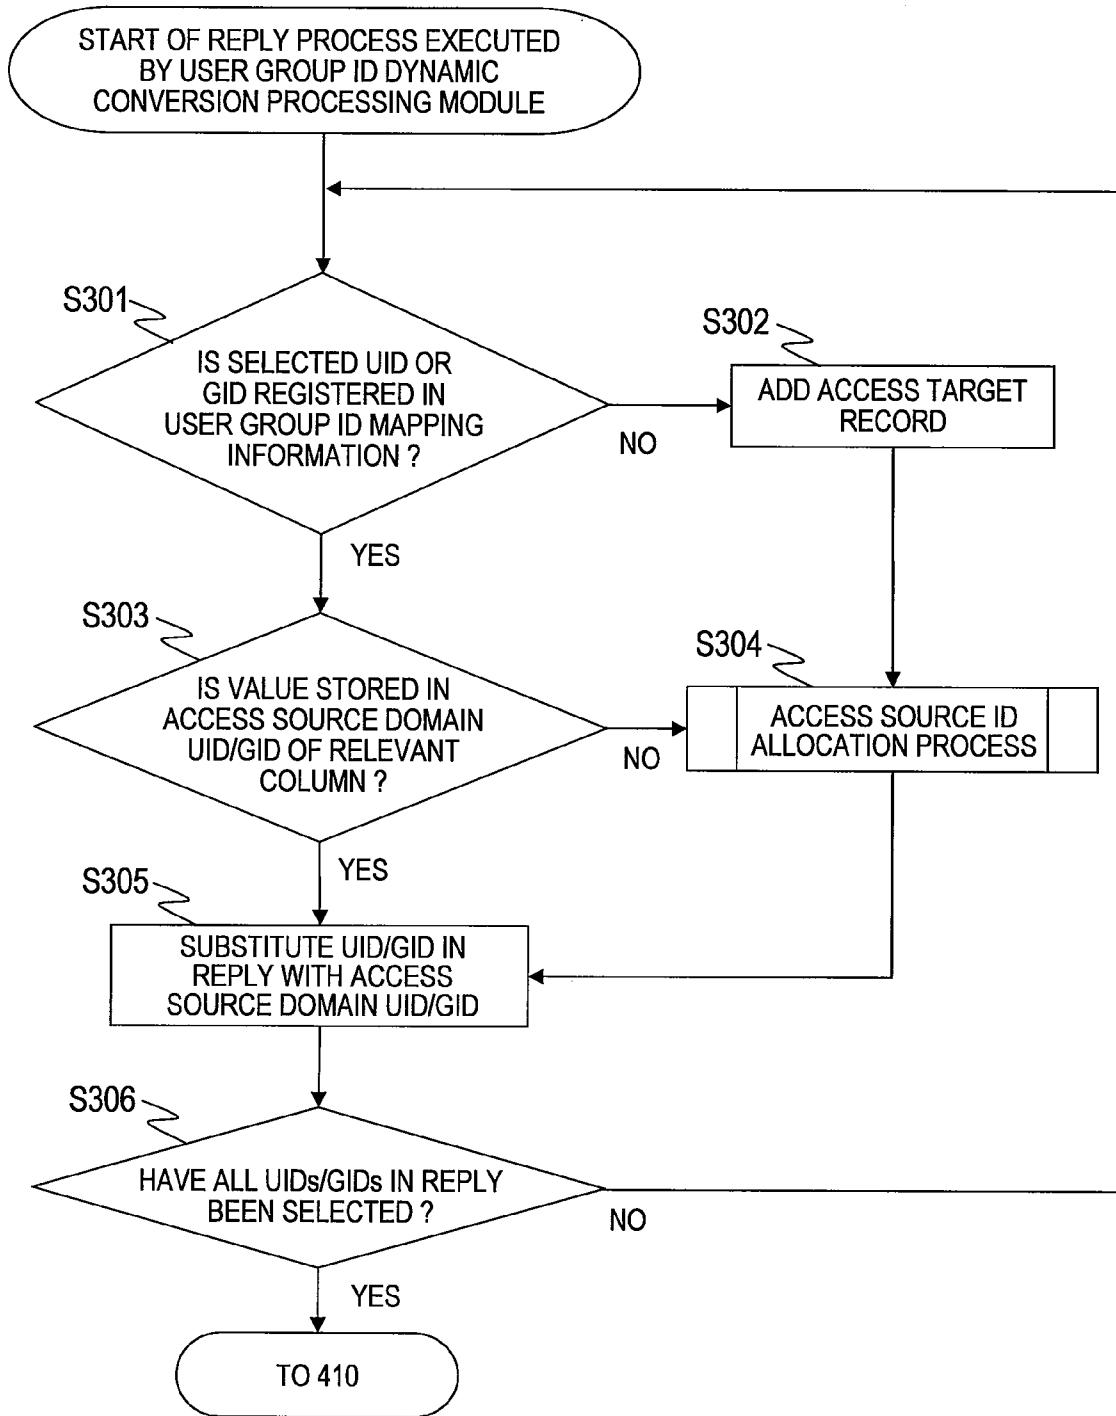 START OF REPLY PROCESS EXECUTED
BY USER GROUP ID DYNAMIC
CONVERSION PROCESSING MODULE
S301
IS SELECTED UID OR
GID REGISTERED IN
USER GROUP ID MAPPING
INFORMATION ?
NO
S302
ADD ACCESS TARGET
RECORD
YES
S303
IS VALUE STORED IN
ACCESS SOURCE DOMAIN
UID/GID OF RELEVANT
COLUMN ?
NO
S304
ACCESS SOURCE ID
ALLOCATION PROCESS
YES
S305
SUBSTITUTE UID/GID IN
REPLY WITH ACCESS
SOURCE DOMAIN UID/GID
S306
HAVE ALL UIDs/GIDs IN REPLY
BEEN SELECTED ?
NO
YES
TO 410